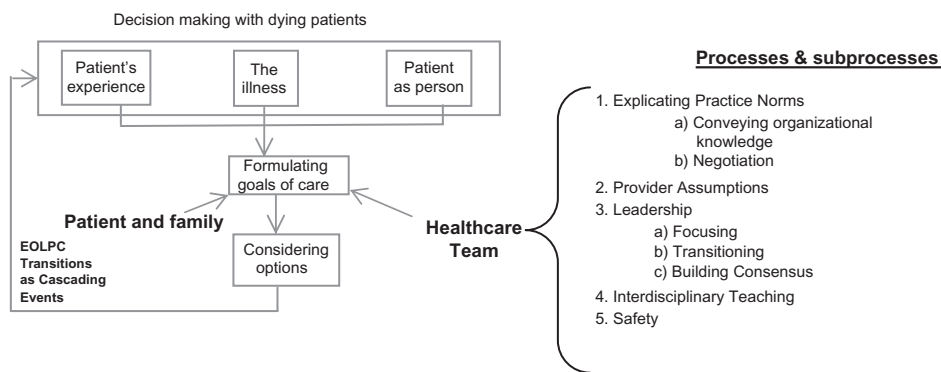 Decision making with dying patients
Patient's
experience
The
illness
Patient
as person
Formulating
goals of care
Patient and family
Healthcare
Team
EOLPC
Transitions
as Cascading
Events
Considering
options
Processes & subprocesses
1. Explicating Practice Norms
a) Conveying organizational
knowledge
b) Negotiation
2. Provider Assumptions
3. Leadership
a) Focusing
b) Transitioning
c) Building Consensus
4. Interdisciplinary Teaching
5. Safety